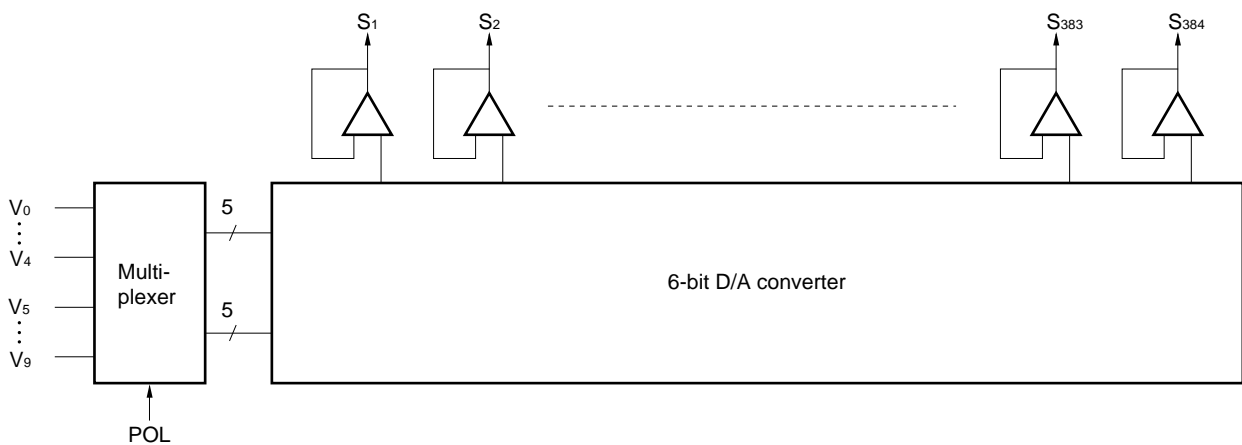 S1 S2 S383 S384
V0
V4
V5
V9
Multi-
plexer
5
5
6-bit D/A converter
POL